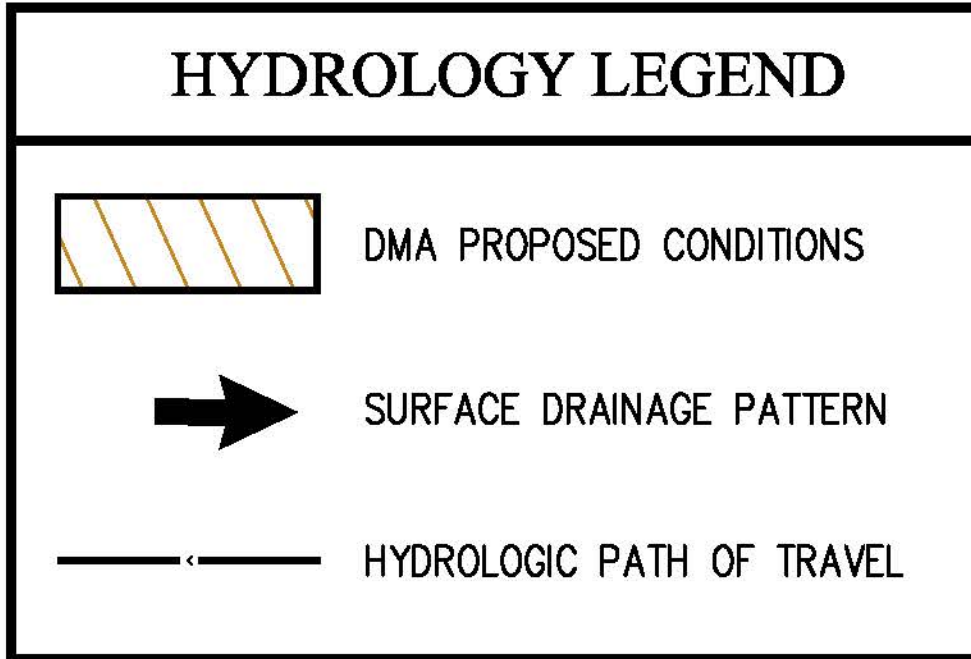 HYDROLOGY LEGEND
DMA PROPOSED CONDITIONS
SURFACE DRAINAGE PATTERN
HYDROLOGIC PATH OF TRAVEL